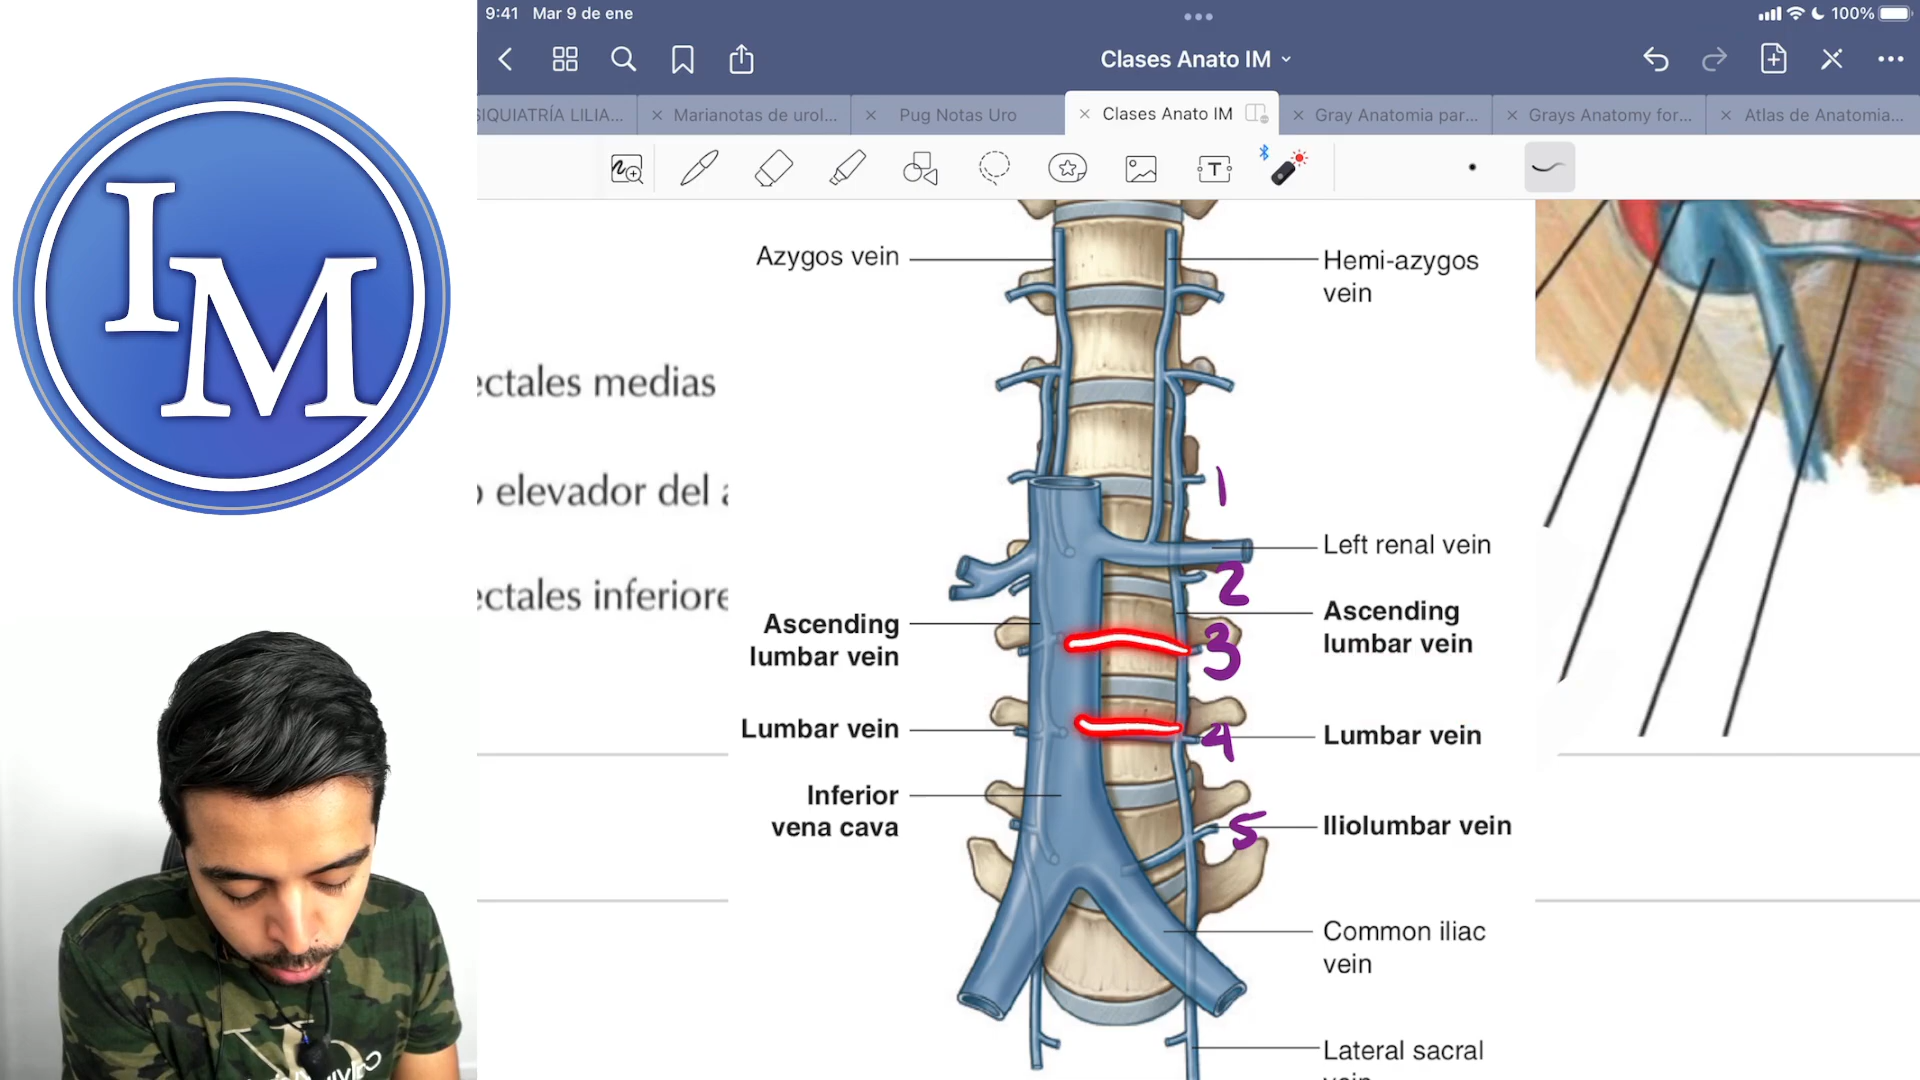 9:41 Mar 9 de ene
100%
Clases Anato IM
SIQUIATRÍA LILIA...
Marianotas de urol...
Pug Notas Uro
Clases Anato IM
Gray Anatomia par...
Grays Anatomy for...
Atlas de Anatomia...
IM
ectales medias
elevador del
ectales inferiore
Azygos vein
Hemi-azygos
vein
1
Left renal vein
2
Ascending
lumbar vein
Ascending
lumbar vein
3
Lumbar vein
4
Lumbar vein
Inferior
vena cava
5
Iliolumbar vein
Common iliac
vein
Lateral sacral